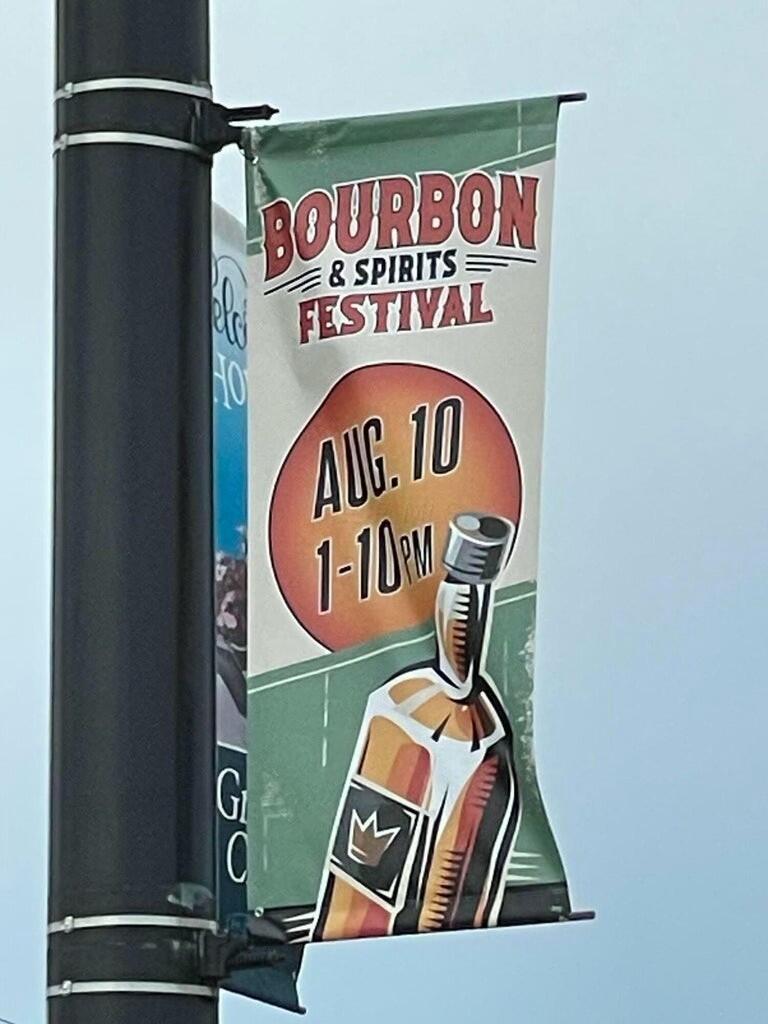 BOURBON
& SPIRITS
FESTIVAL
AUG. 10
1-10PM